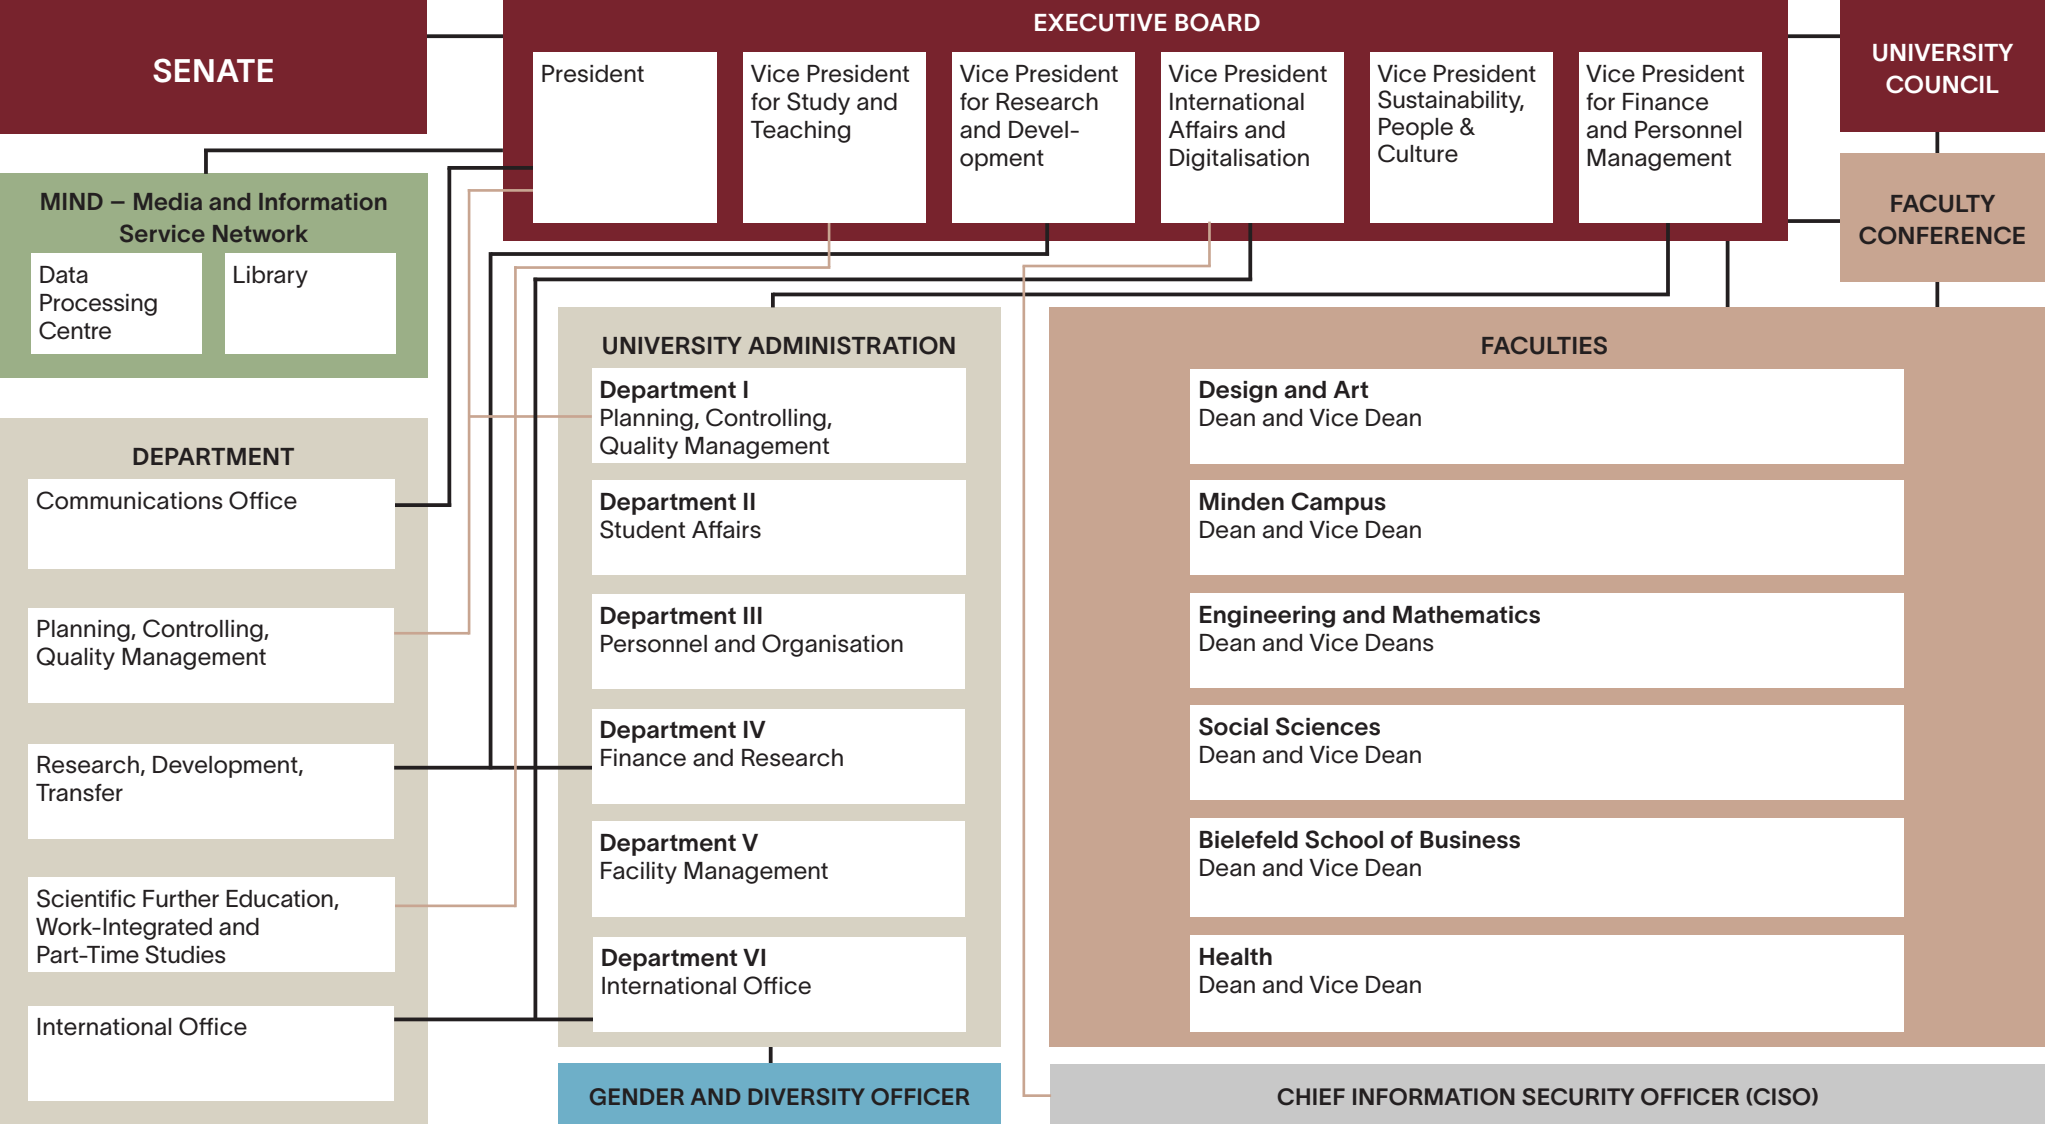 SENATE
EXECUTIVE BOARD
President
Vice President
for Study and
Teaching
Vice President
for Research
and Devel-
opment
Vice President
International
Affairs and
Digitalisation
Vice President
Sustainability,
People &
Culture
Vice President
for Finance
and Personnel
Management
UNIVERSITY
COUNCIL
FACULTY
CONFERENCE
MIND – Media and Information
Service Network
Data
Processing
Centre
Library
DEPARTMENT
Communications Office
Planning, Controlling,
Quality Management
Research, Development,
Transfer
Scientific Further Education,
Work-Integrated and
Part-Time Studies
International Office
UNIVERSITY ADMINISTRATION
Department I
Planning, Controlling,
Quality Management
Department II
Student Affairs
Department III
Personnel and Organisation
Department IV
Finance and Research
Department V
Facility Management
Department VI
International Office
GENDER AND DIVERSITY OFFICER
FACULTIES
Design and Art
Dean and Vice Dean
Minden Campus
Dean and Vice Dean
Engineering and Mathematics
Dean and Vice Deans
Social Sciences
Dean and Vice Dean
Bielefeld School of Business
Dean and Vice Dean
Health
Dean and Vice Dean
CHIEF INFORMATION SECURITY OFFICER (CISO)